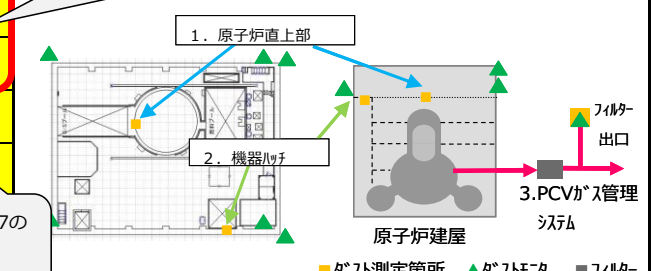 1．原子炉直上部
2．機器ﾊｯﾁ
ﾌｨﾙﾀｰ
出口
3.PCVｶﾞｽ管理
ｼｽﾃﾑ
原子炉建屋
7の
ﾀﾞｽﾄ測定箇所 ﾀﾞｽﾄﾓﾆﾀ ﾌｨﾙﾀｰ